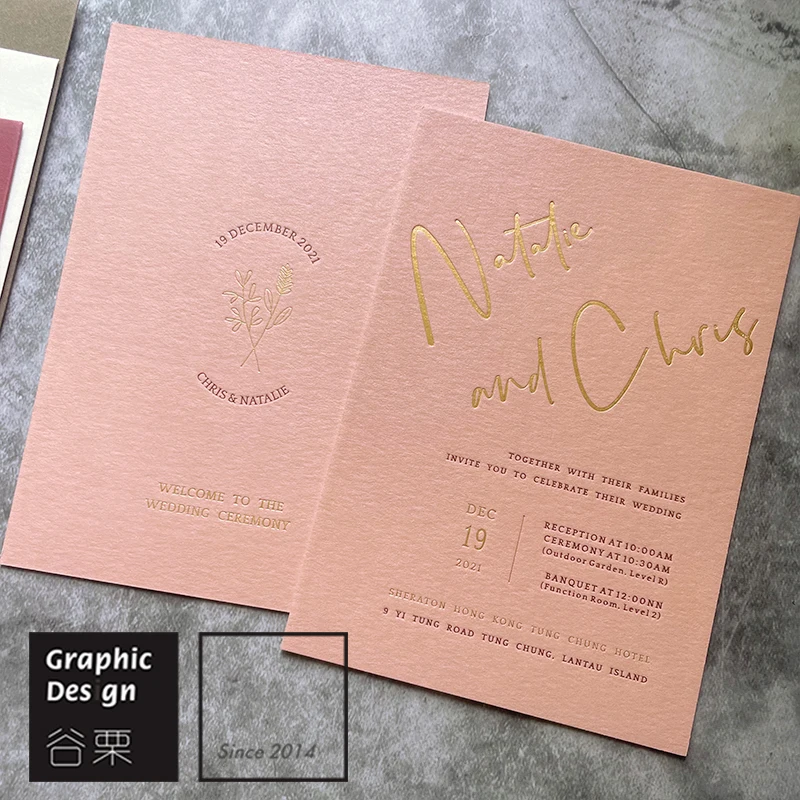 19 DECEMBER 2021
CHRIS & NATALIE
WELCOME TO THE
WEDDING CEREMONY
Natalie
and Chris
TOGETHER WITH THEIR FAMILIES
INVITE YOU TO CELEBRATE THEIR WEDDING
DEC
19
2021
RECEPTION AT 10:00AM
CEREMONY AT 10:30AM
(Outdoor Garden, Level R)
BANQUET AT 12:00NN
(Function Room, Level 2)
SHERATON HONG KONG TUNG CHUNG HOTEL
9 YI TUNG ROAD TUNG CHUNG, LANTAU ISLAND
Graphic
Des gn
谷栗
Since 2014